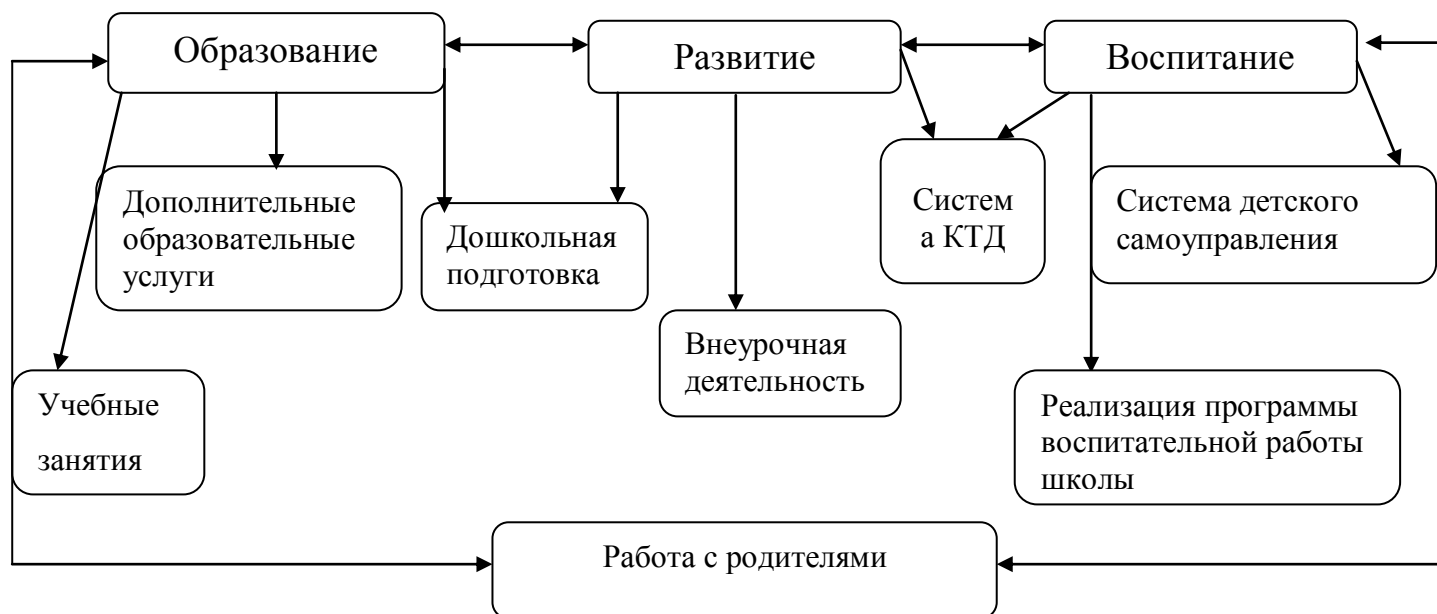 Образование
Развитие
Воспитание
Дополнительные
образовательные
услуги
Дошкольная
подготовка
Систем
а КТД
Система детского
самоуправления
Внеурочная
деятельность
Учебные
занятия
Реализация программы
воспитательной работы
школы
Работа с родителями